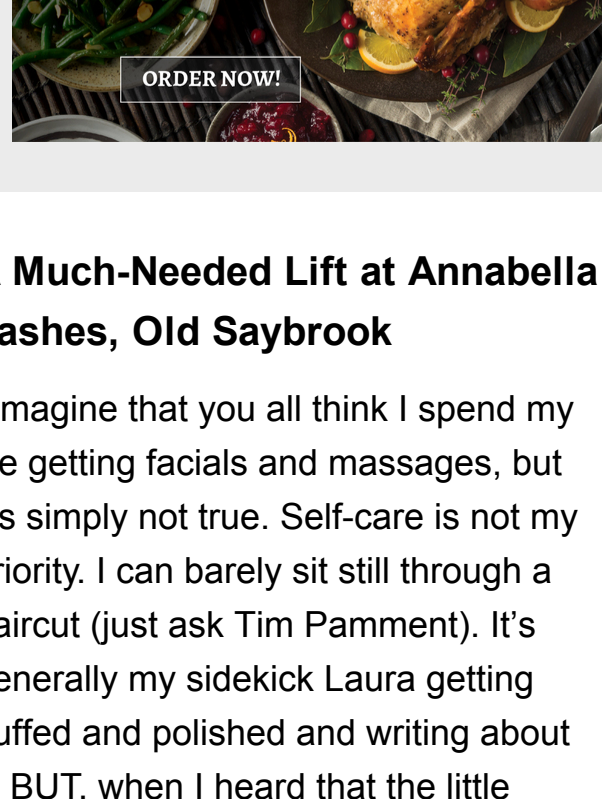 ORDER NOW!
Much-Needed Lift at Annabella
ashes, Old Saybrook
magine that you all think I spend my
e getting facials and massages, but
s simply not true. Self-care is not my
riority. I can barely sit still through a
aircut (just ask Tim Pamment). It’s
enerally my sidekick Laura getting
uffed and polished and writing about
BUT, when I heard that the little